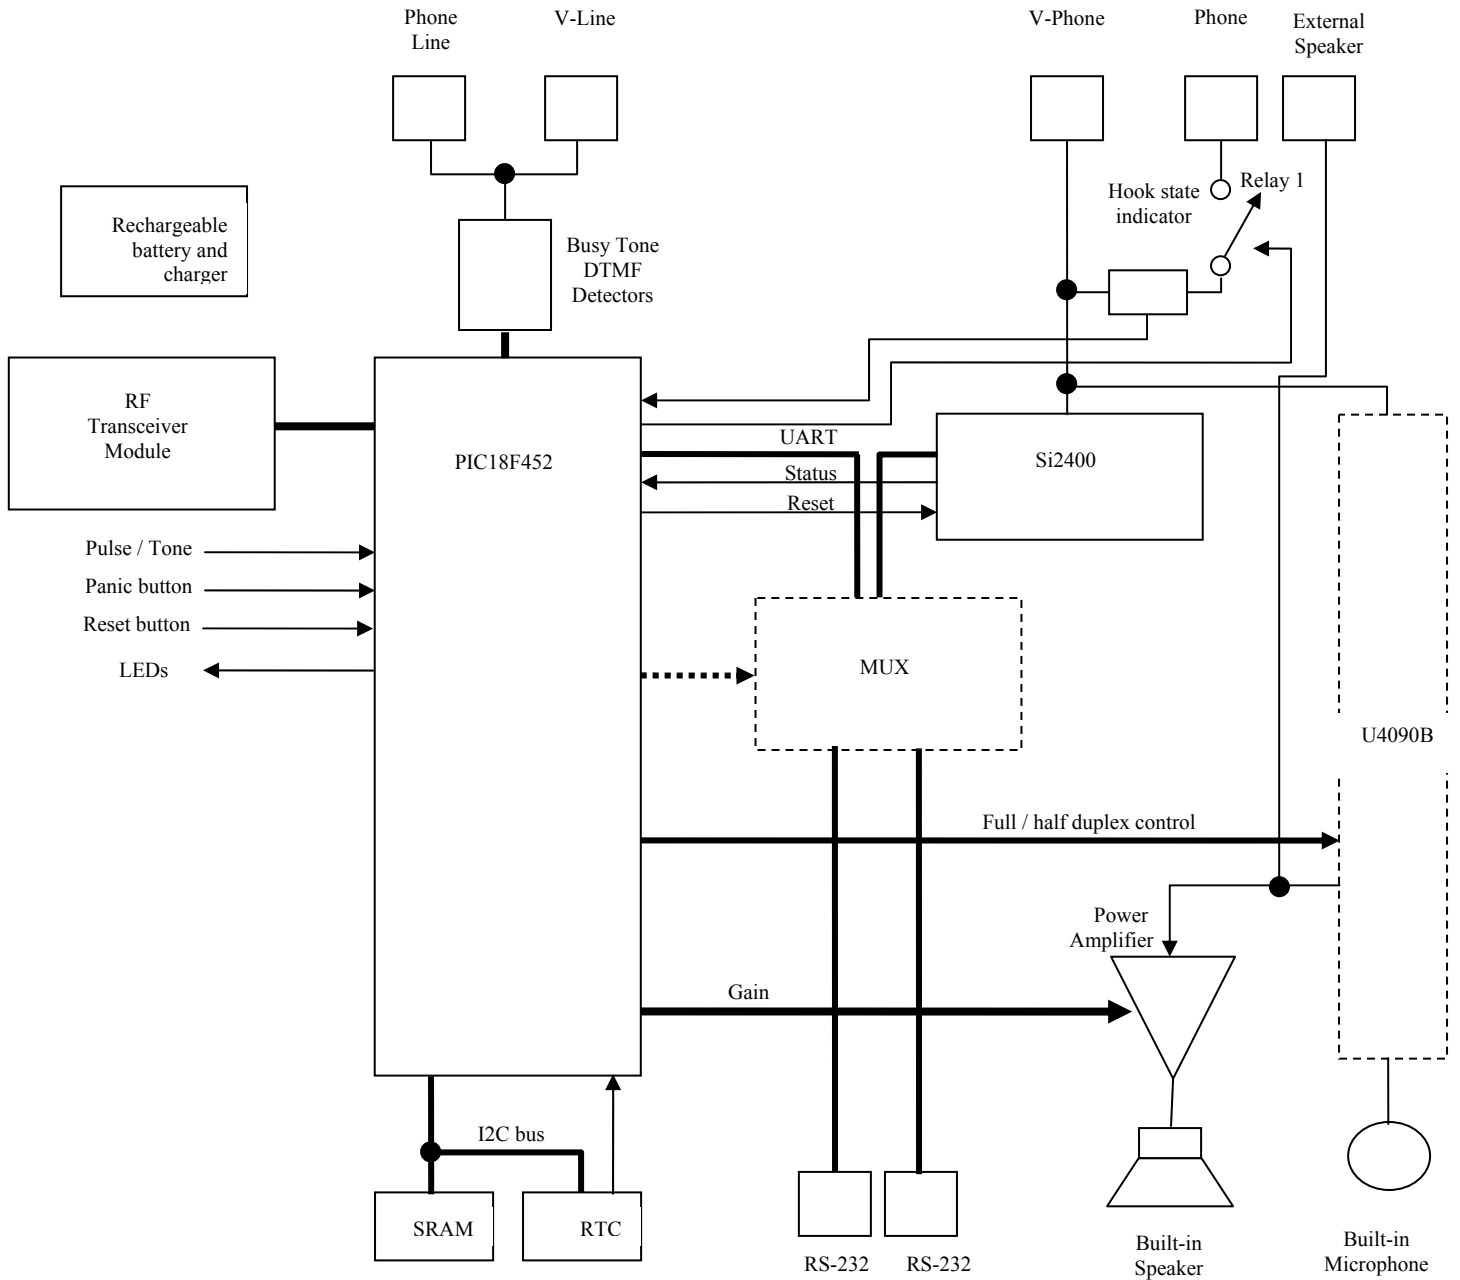 Phone
Line
V-Line
V-Phone
Phone
External
Speaker
Hook state
indicator
Relay 1
Rechargeable
battery and
charger
Busy Tone
DTMF
Detectors
RF
Transceiver
Module
PIC18F452
UART
Status
Reset
Si2400
Pulse / Tone
Panic button
Reset button
LEDs
MUX
U4090B
Full / half duplex control
Power
Amplifier
Gain
I2C bus
SRAM
RTC
RS-232
RS-232
Built-in
Speaker
Built-in
Microphone